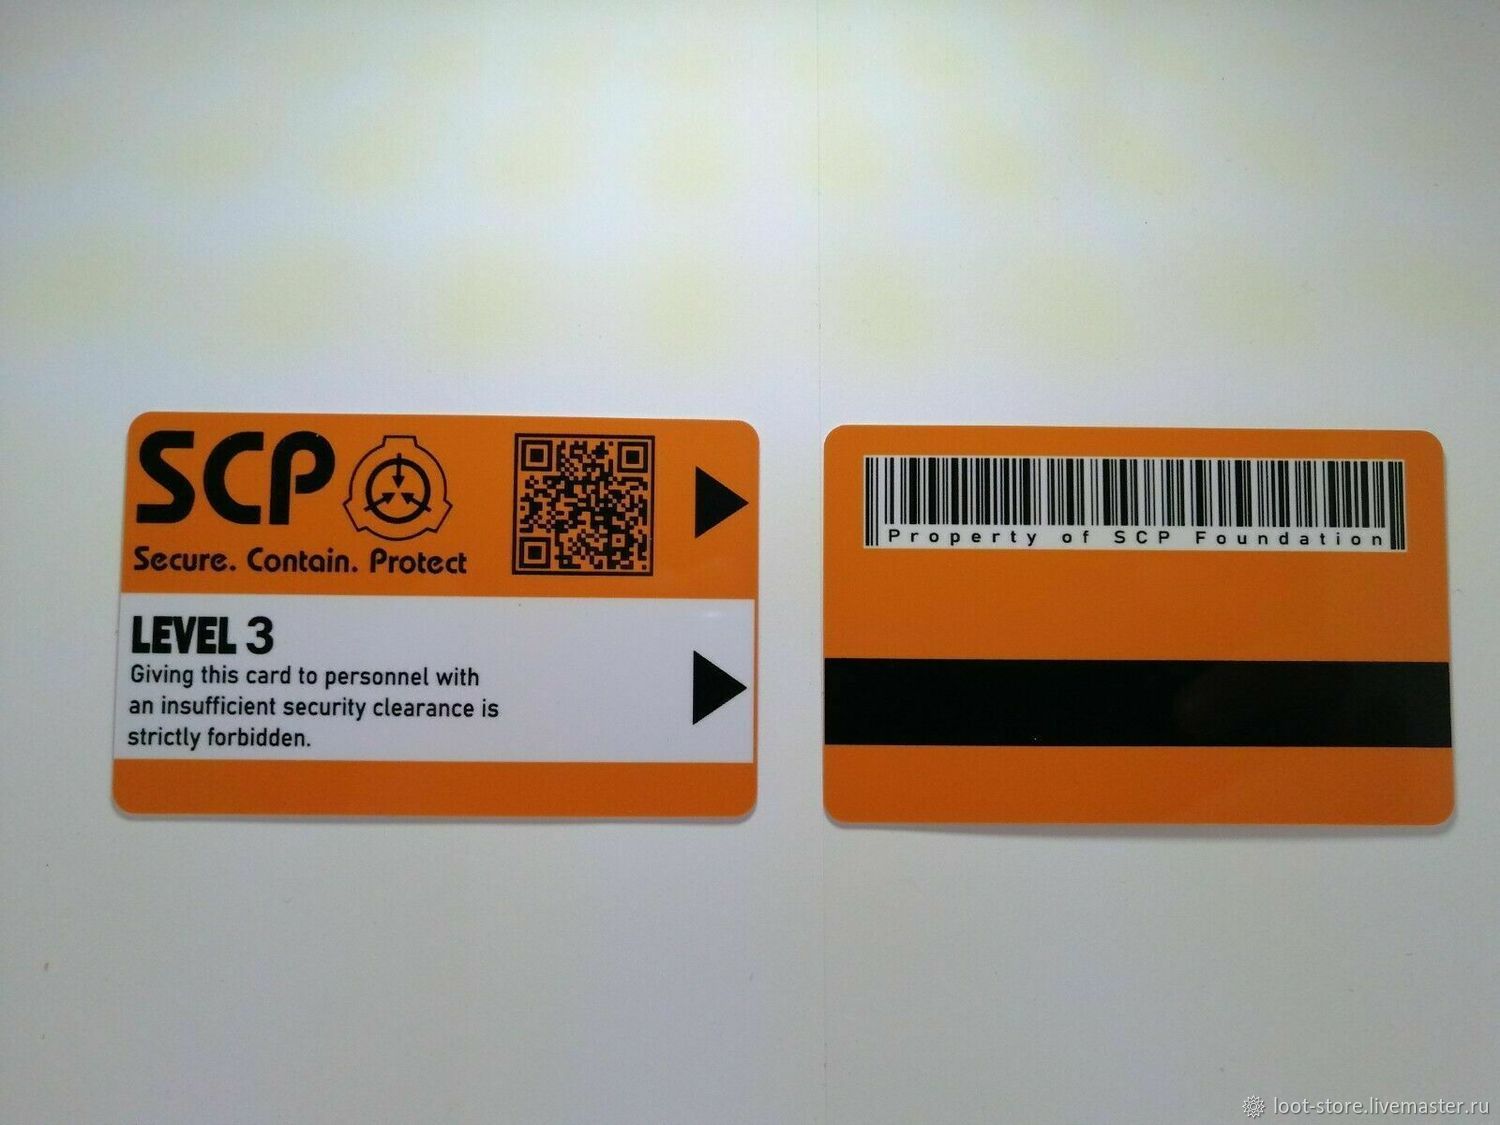 SCP
Secure. Contain. Protect
LEVEL 3
Giving this card to personnel with
an insufficient security clearance is
strictly forbidden.
Property of SCP Foundation
loot-store.livemaster.ru